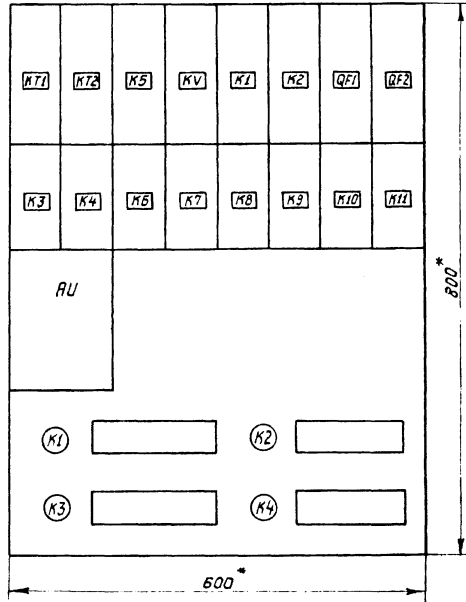 KT1 KT2 K5 KV K1 K2 QF1 QF2
K3 K4 K6 K7 K8 K9 K10 K11
AU
800*
K1 K2
K3 K4
600*